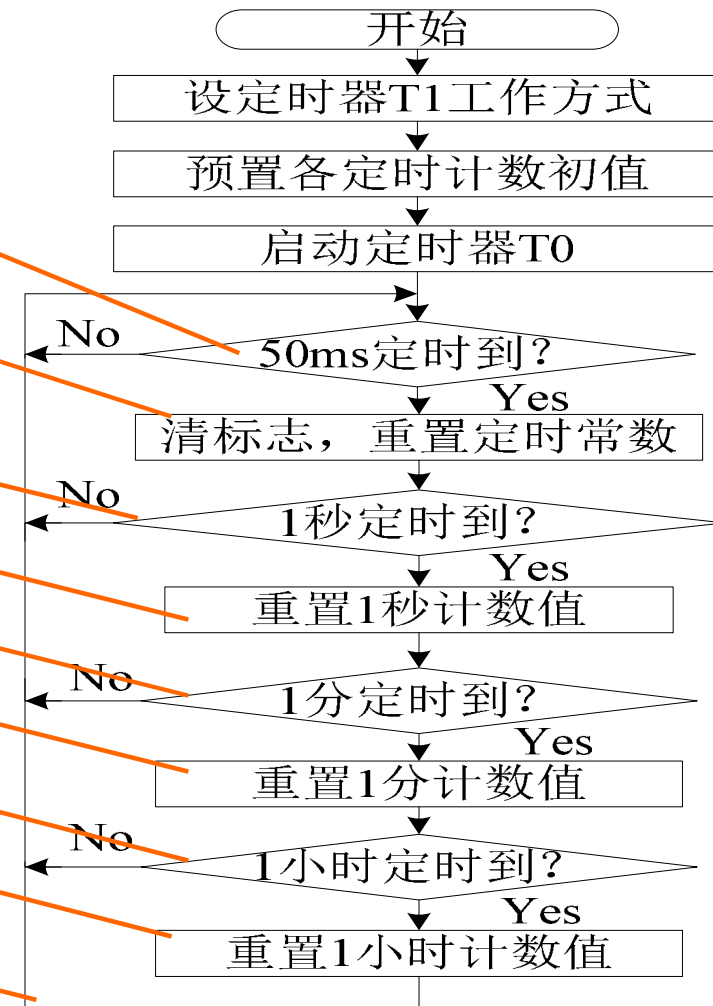 开始
设定时器T1工作方式
预置各定时计数初值
启动定时器T0
No
50ms定时到?
Yes
清标志，重置定时常数
No
1秒定时到?
Yes
重置1秒计数值
No
1分定时到?
Yes
重置1分计数值
No
1小时定时到?
Yes
重置1小时计数值